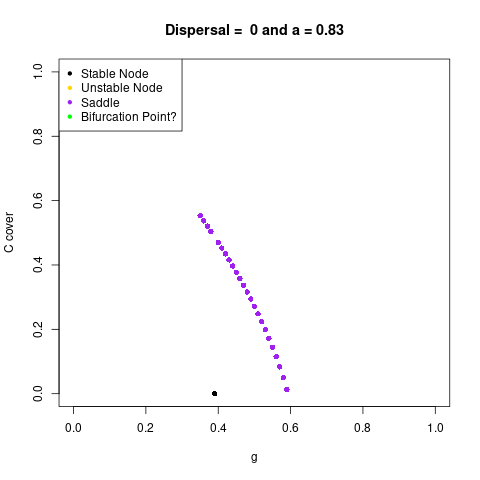 Dispersal =  0 and a = 0.83
Stable Node
Unstable Node
Saddle
Bifurcation Point?
C cover
1.0
0.8
0.6
0.4
0.2
0.0
0.0 0.2 0.4 0.6 0.8 1.0
g